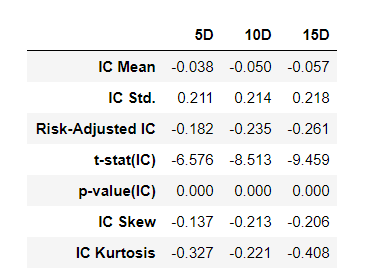 5D 10D 15D
IC Mean -0.038 -0.050 -0.057
IC Std. 0.211 0.214 0.218
Risk-Adjusted IC -0.182 -0.235 -0.261
t-stat(IC) -6.576 -8.513 -9.459
p-value(IC) 0.000 0.000 0.000
IC Skew -0.137 -0.213 -0.206
IC Kurtosis -0.327 -0.221 -0.408